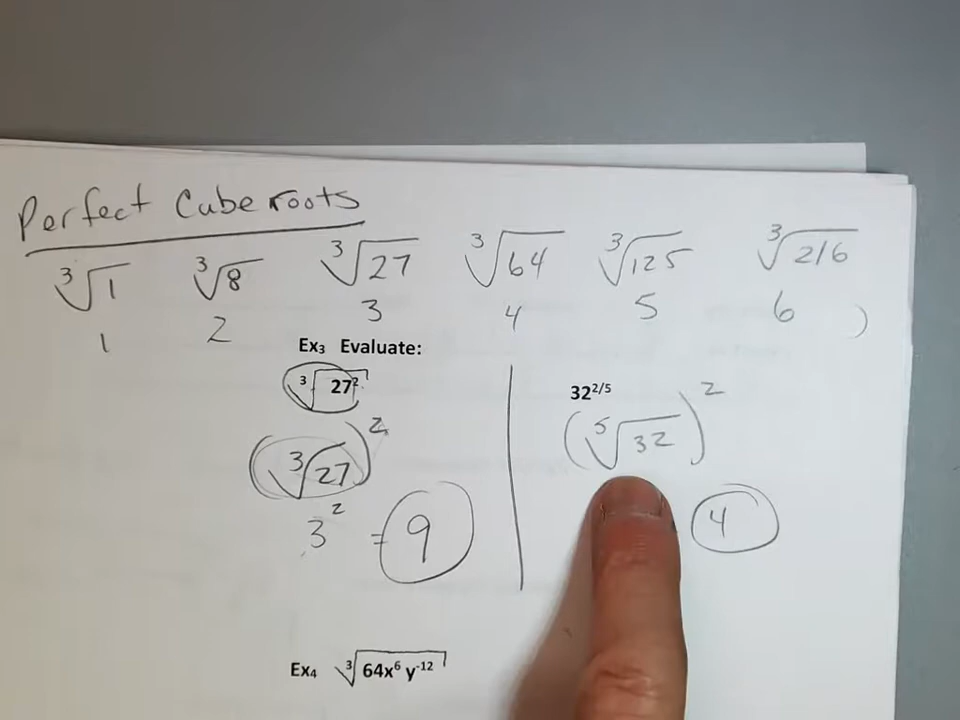 Perfect Cube roots
∛1 ∛8 ∛27 ∛64 ∛125 ∛216
1 2 3 4 5 6 )
Ex3 Evaluate:
∛27² 32^2/5
(∛27)² (⁵√32)²
3² = 9 4
Ex4 ∛64x⁶ y⁻¹²